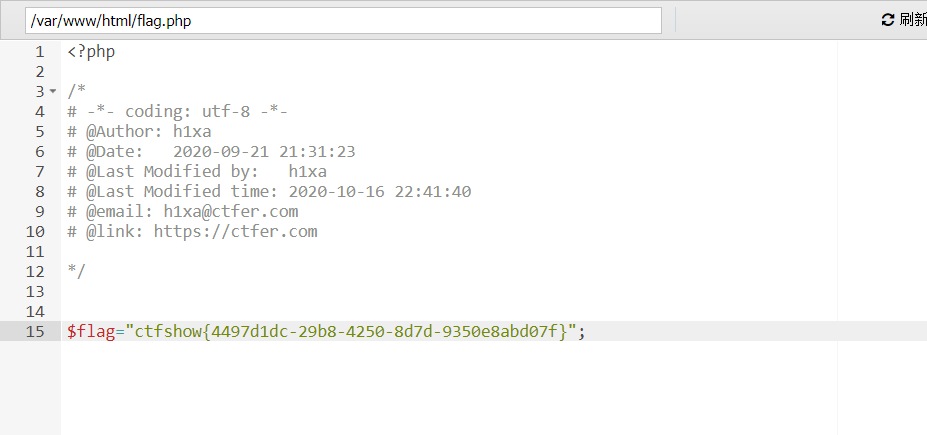 /var/www/html/flag.php
刷新
1 <?php
2
3 /*
4 # -*- coding: utf-8 -*-
5 # @Author: h1xa
6 # @Date:   2020-09-21 21:31:23
7 # @Last Modified by:   h1xa
8 # @Last Modified time: 2020-10-16 22:41:40
9 # @email: h1xa@ctfer.com
10 # @link: https://ctfer.com
11
12 */
13
14
15 $flag="ctfshow{4497d1dc-29b8-4250-8d7d-9350e8abd07f}";